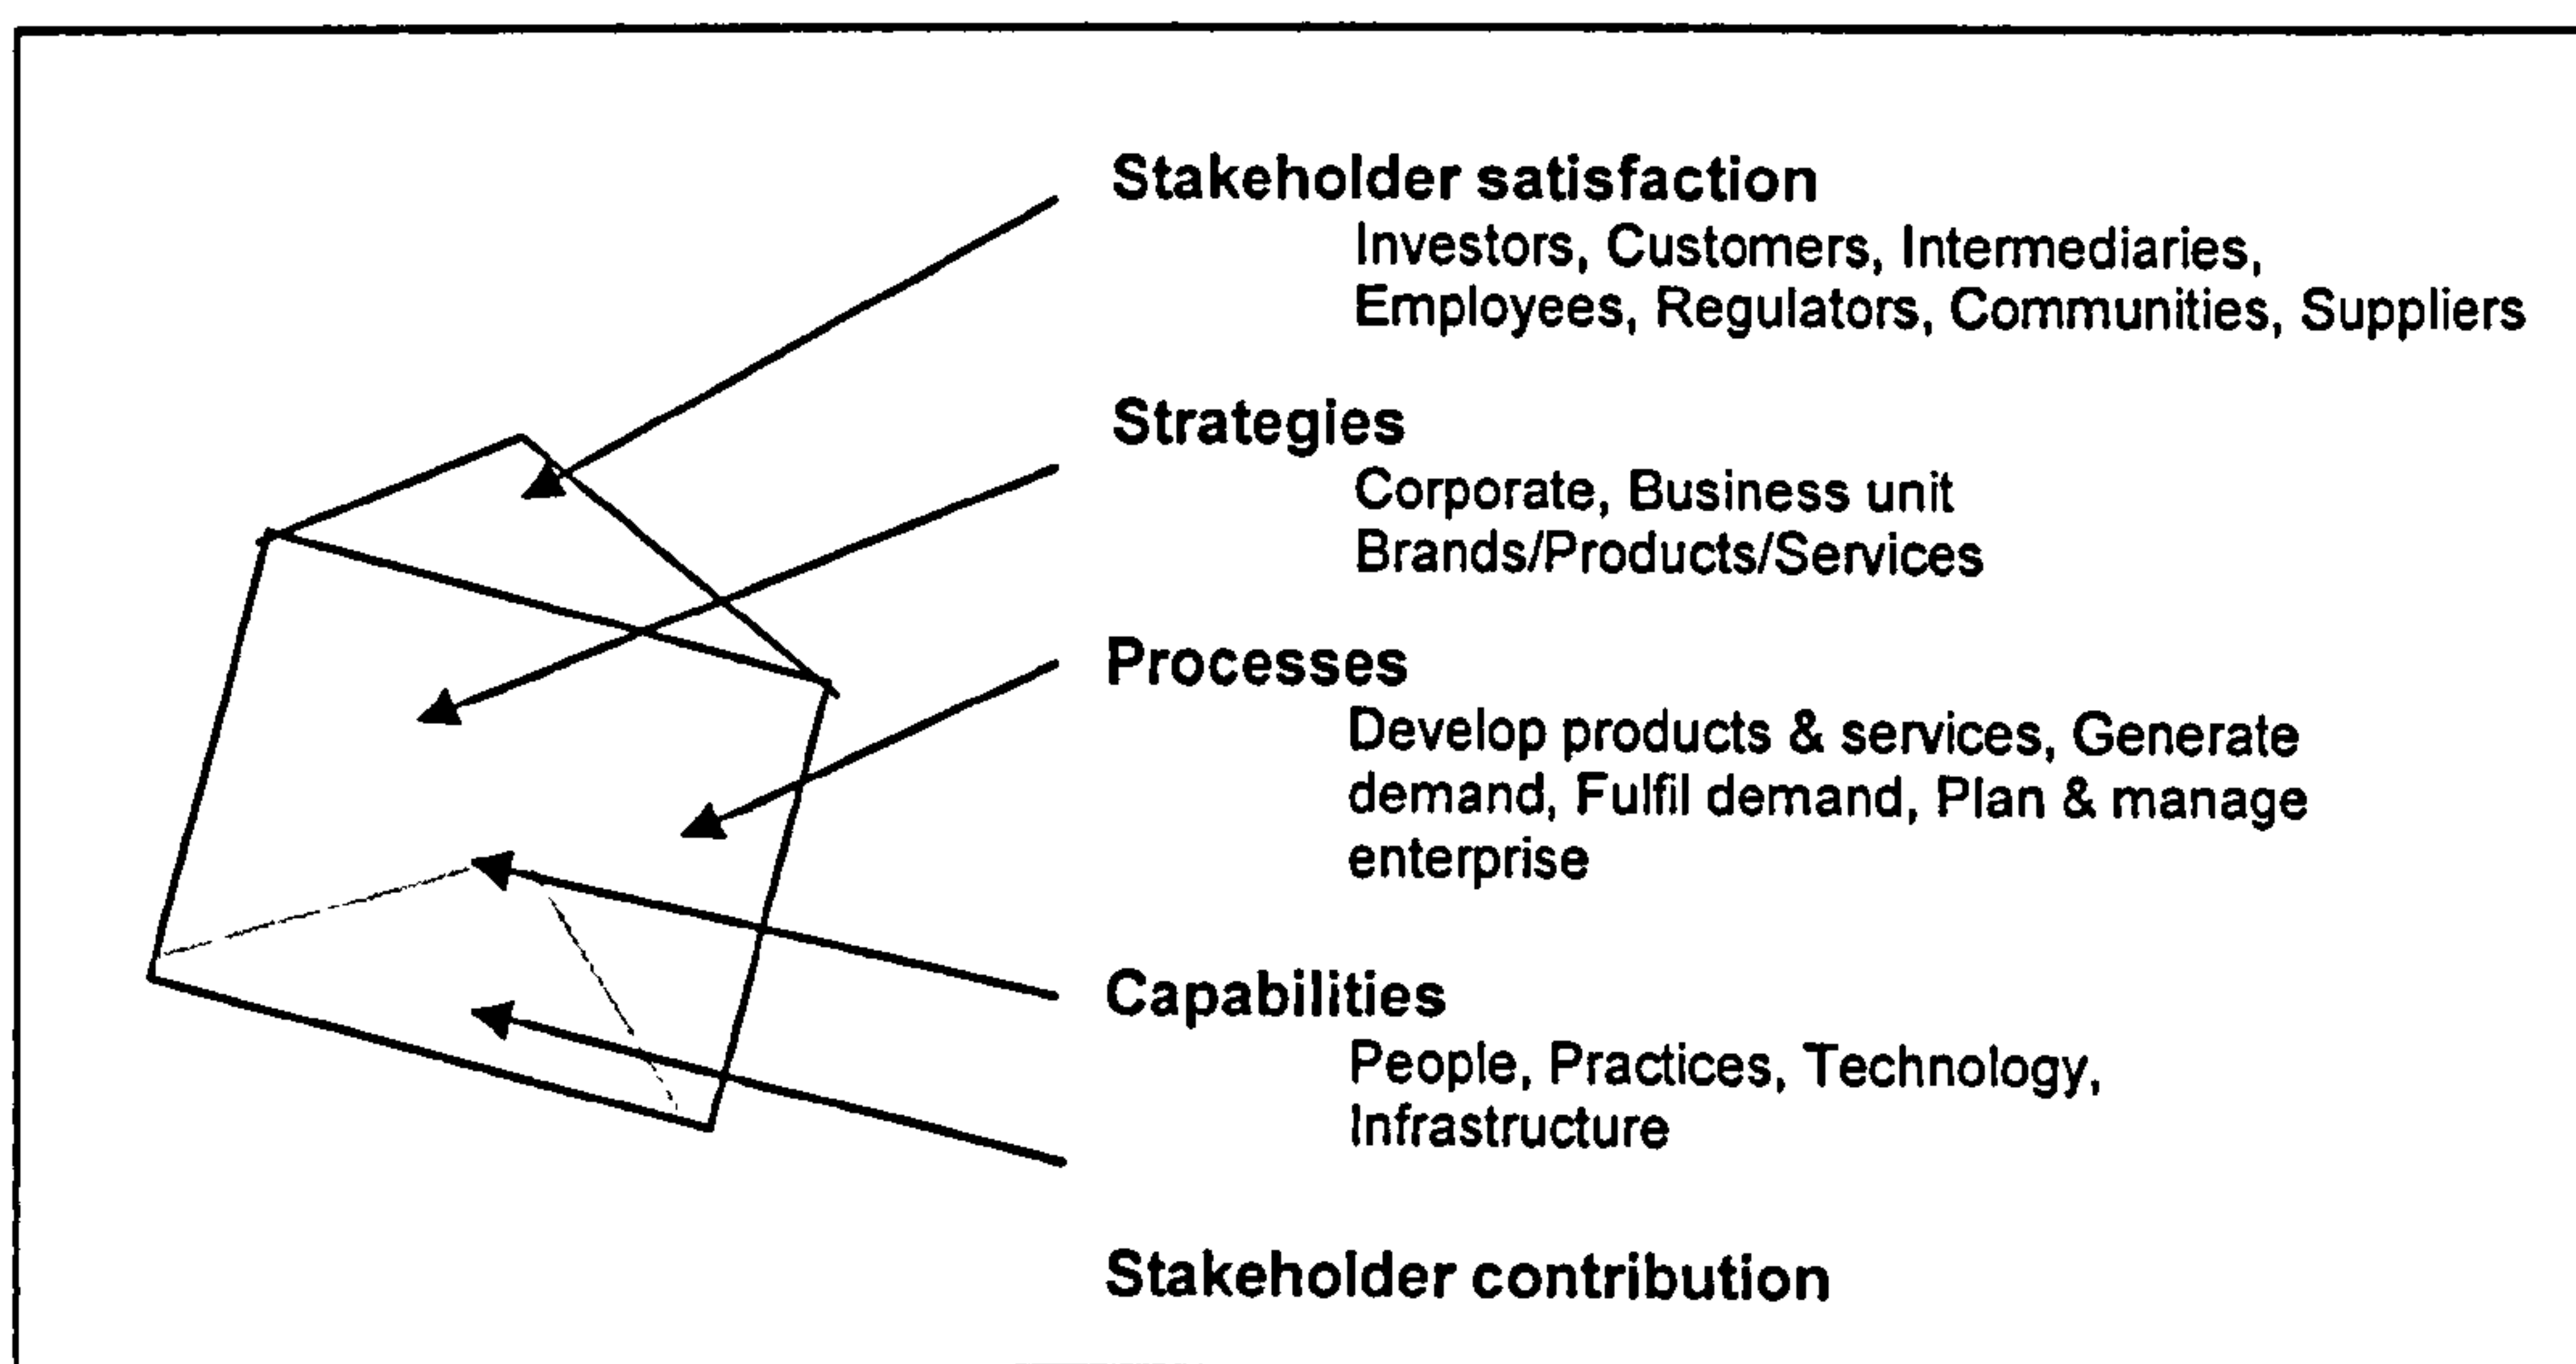 Stakeholder satisfaction
Investors, Customers, Intermediaries,
Employees, Regulators, Communities, Suppliers
Strategies
Corporate, Business unit
Brands/Products/Services
Processes
Develop products & services, Generate
demand, Fulfil demand, Plan & manage
enterprise
Capabilities
People, Practices, Technology,
Infrastructure
Stakeholder contribution